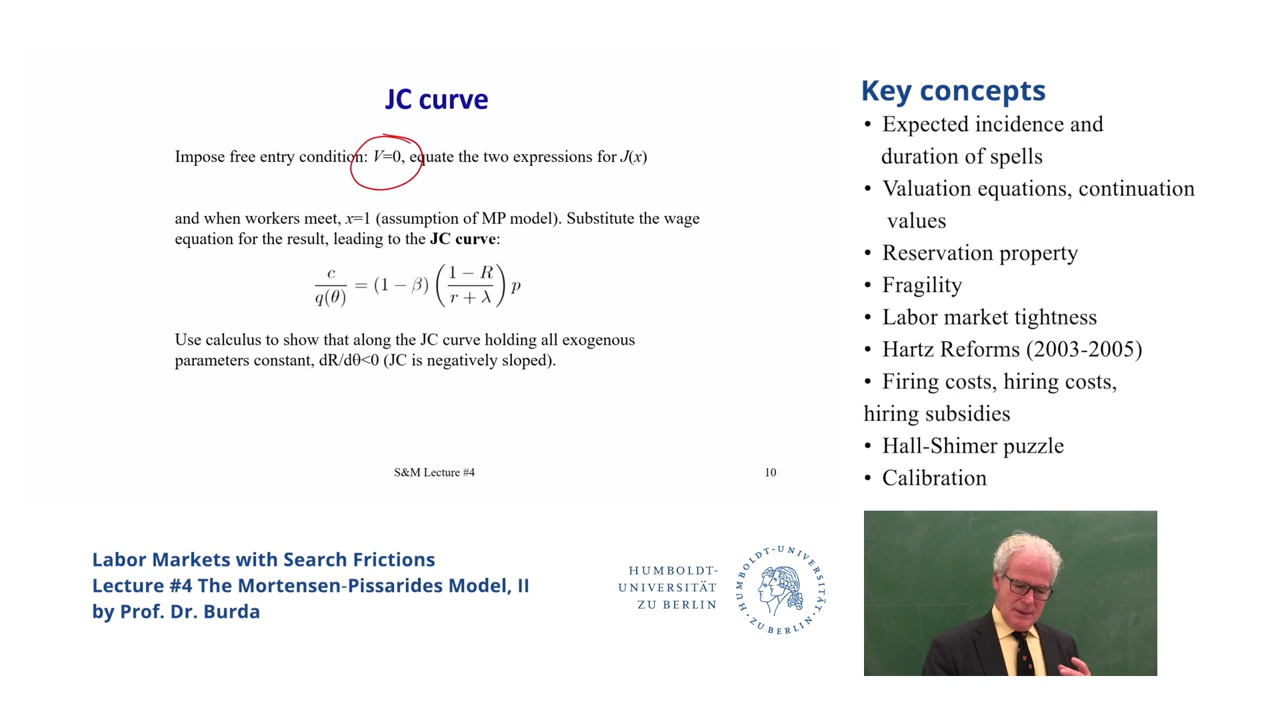 JC curve
Impose free entry condition: V=0, equate the two expressions for J(x)
and when workers meet, x=1 (assumption of MP model). Substitute the wage
equation for the result, leading to the JC curve:
c/q(θ) = (1 − β) ((1 − R)/(r + λ)) p
Use calculus to show that along the JC curve holding all exogenous
parameters constant, dR/dθ<0 (JC is negatively sloped).
S&M Lecture #4
10
Key concepts
• Expected incidence and
duration of spells
• Valuation equations, continuation
values
• Reservation property
• Fragility
• Labor market tightness
• Hartz Reforms (2003-2005)
• Firing costs, hiring costs,
hiring subsidies
• Hall-Shimer puzzle
• Calibration
Labor Markets with Search Frictions
Lecture #4 The Mortensen-Pissarides Model, II
by Prof. Dr. Burda
HUMBOLDT-
UNIVERSITÄT
ZU BERLIN
HUMBOLDT-UNIVERSITÄT
ZU BERLIN